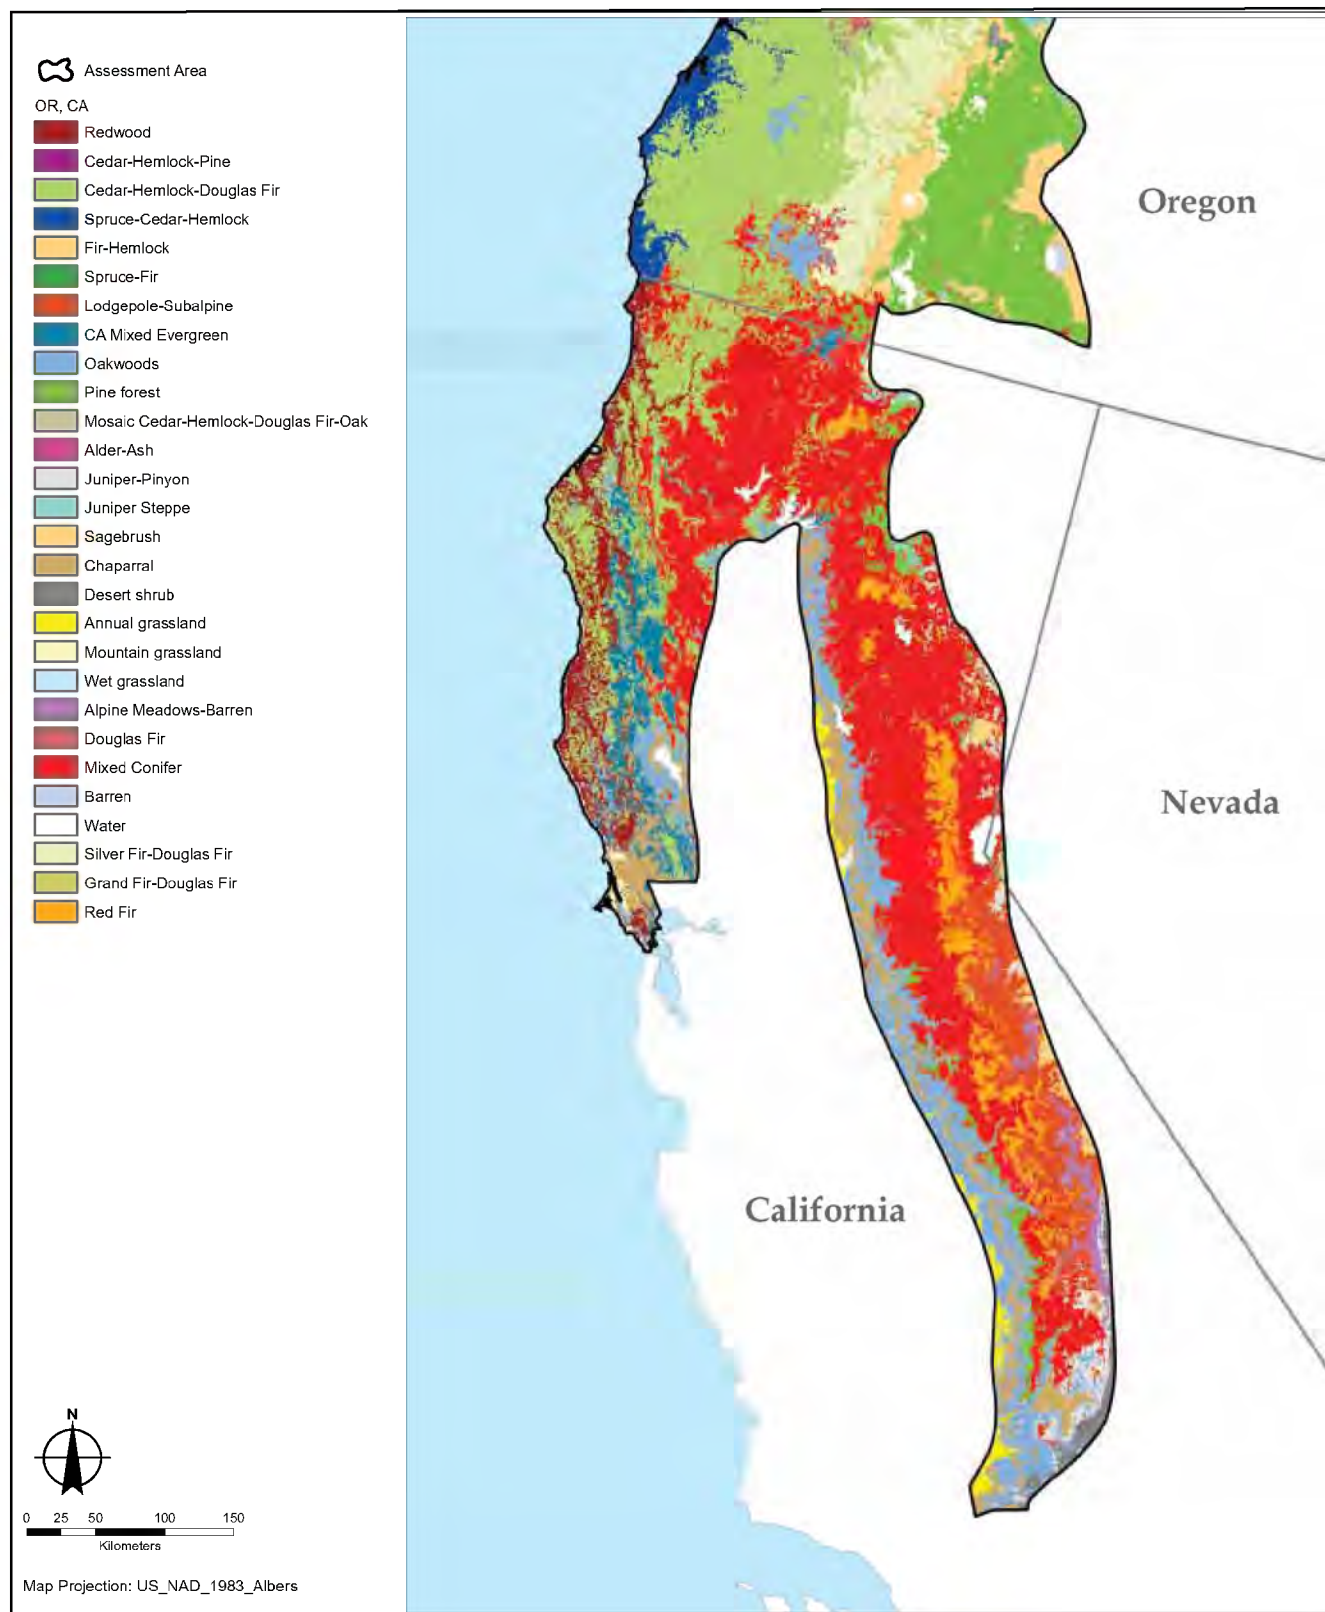 Assessment Area
OR, CA
Redwood
Cedar-Hemlock-Pine
Cedar-Hemlock-Douglas Fir
Spruce-Cedar-Hemlock
Fir-Hemlock
Spruce-Fir
Lodgepole-Subalpine
CA Mixed Evergreen
Oakwoods
Pine forest
Mosaic Cedar-Hemlock-Douglas Fir-Oak
Alder-Ash
Juniper-Pinyon
Juniper Steppe
Sagebrush
Chaparral
Desert shrub
Annual grassland
Mountain grassland
Wet grassland
Alpine Meadows-Barren
Douglas Fir
Mixed Conifer
Barren
Water
Silver Fir-Douglas Fir
Grand Fir-Douglas Fir
Red Fir
Oregon
Nevada
California
N
0 25 50 100 150
Kilometers
Map Projection: US_NAD_1983_Albers